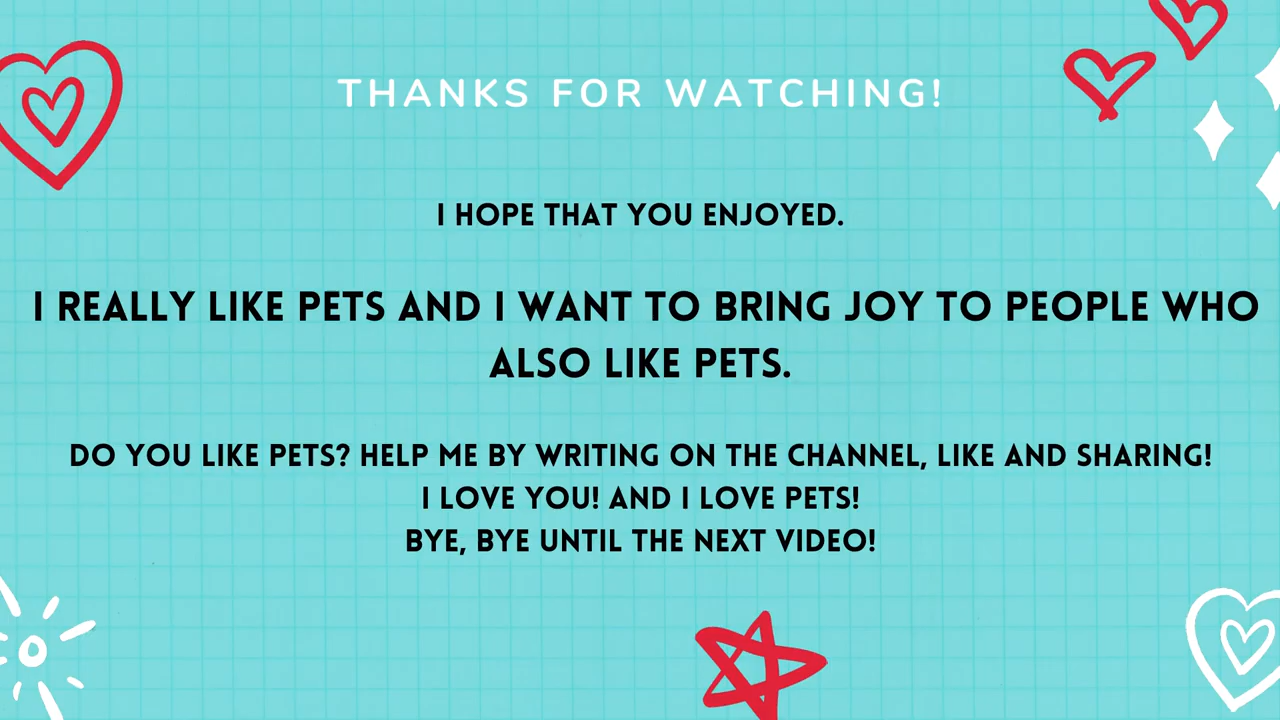 THANKS FOR WATCHING!
I HOPE THAT YOU ENJOYED.
I REALLY LIKE PETS AND I WANT TO BRING JOY TO PEOPLE WHO
ALSO LIKE PETS.
DO YOU LIKE PETS? HELP ME BY WRITING ON THE CHANNEL, LIKE AND SHARING!
I LOVE YOU! AND I LOVE PETS!
BYE, BYE UNTIL THE NEXT VIDEO!